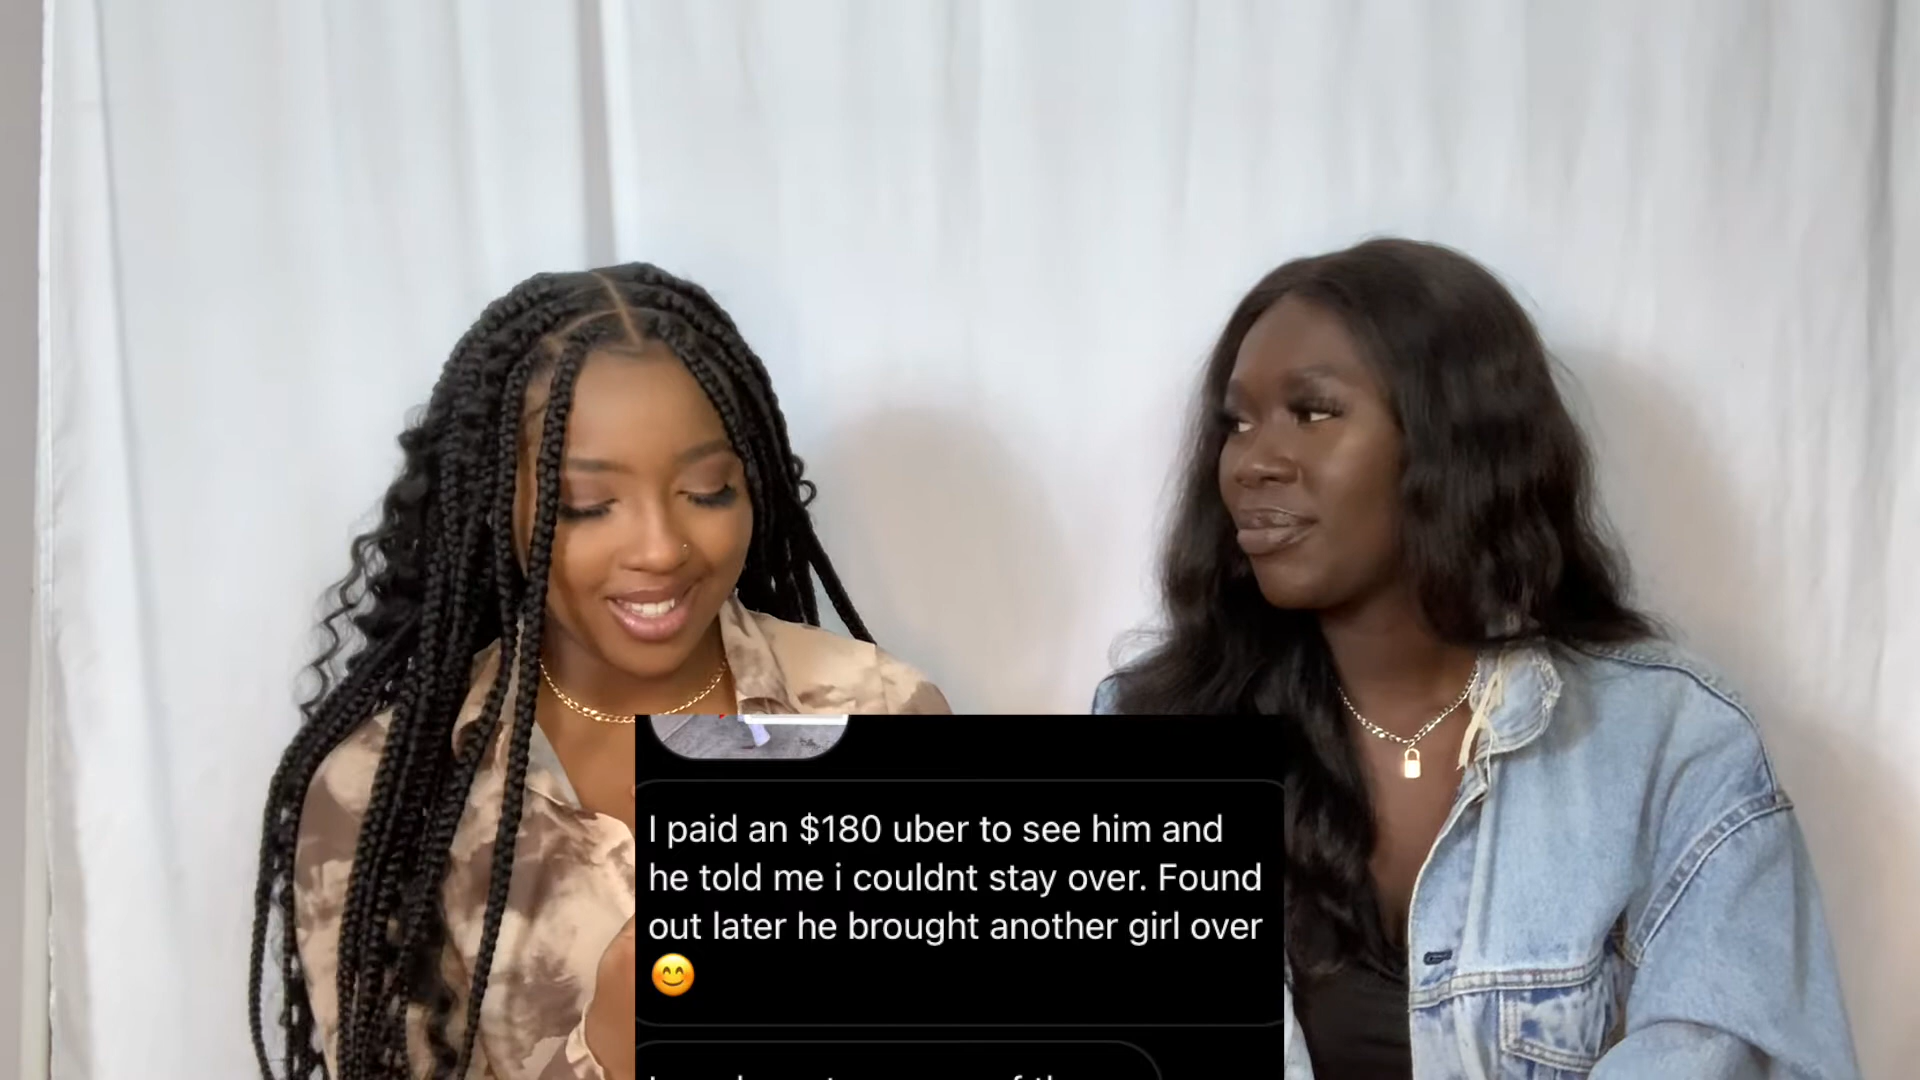 I paid an $180 uber to see him and
he told me i couldnt stay over. Found
out later he brought another girl over
😊